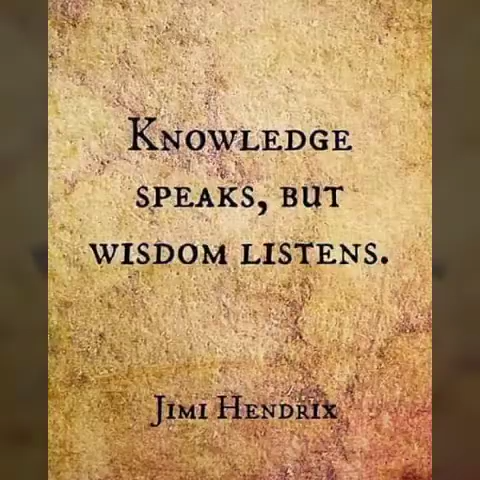 Knowledge
speaks, but
wisdom listens.
Jimi Hendrix